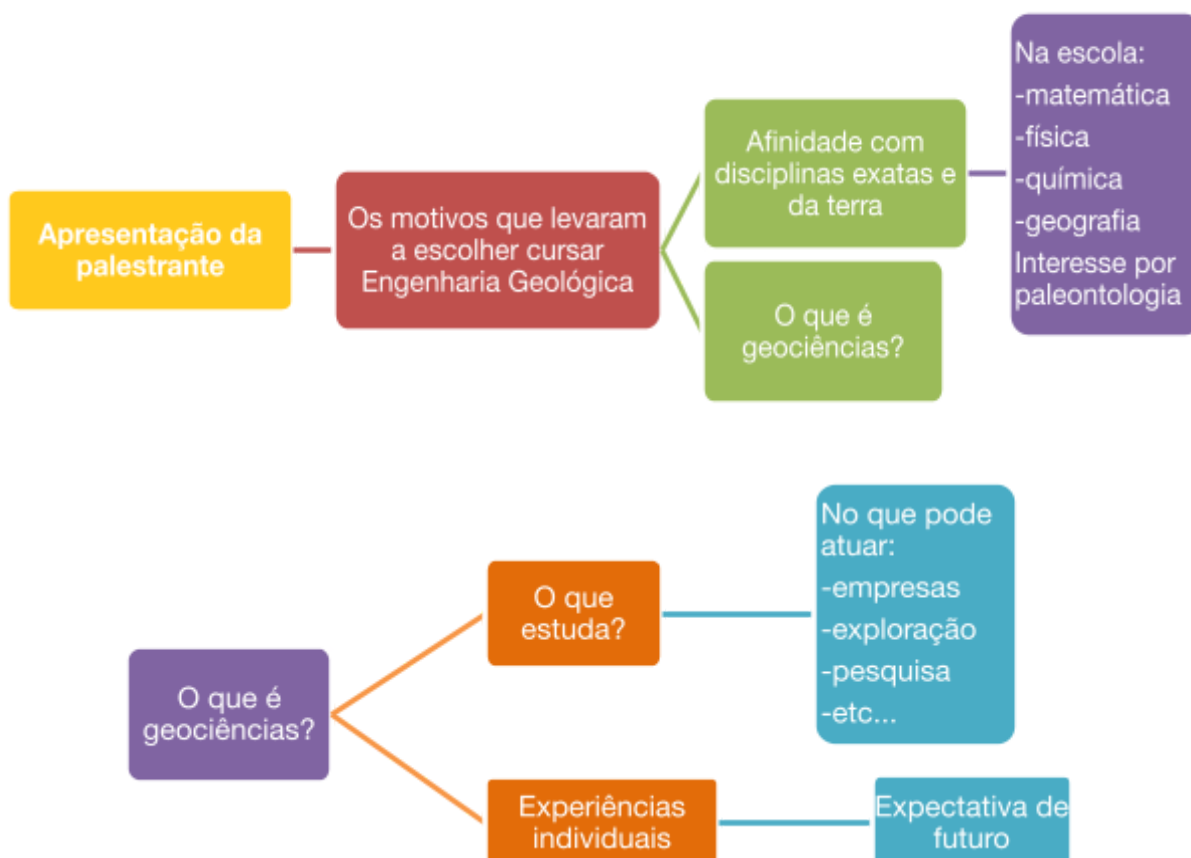 Apresentação da
palestrante
Os motivos que levaram
a escolher cursar
Engenharia Geológica
Afinidade com
disciplinas exatas e
da terra
O que é
geociências?
Na escola:
-matemática
-física
-química
-geografia
Interesse por
paleontologia
O que é
geociências?
O que
estuda?
No que pode
atuar:
-empresas
-exploração
-pesquisa
-etc...
Experiências
individuais
Expectativa de
futuro